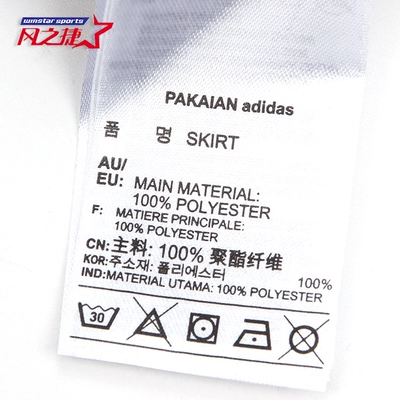 winstar sports
风之捷
PAKAIAN adidas
품 명 SKIRT
AU/
EU: MAIN MATERIAL:
100% POLYESTER
F: MATIERE PRINCIPALE:
100% POLYESTER
CN: 主料: 100% 聚酯纤维
KOR: 주소재: 폴리에스터 100%
IND: MATERIAL UTAMA: 100% POLYESTER
30